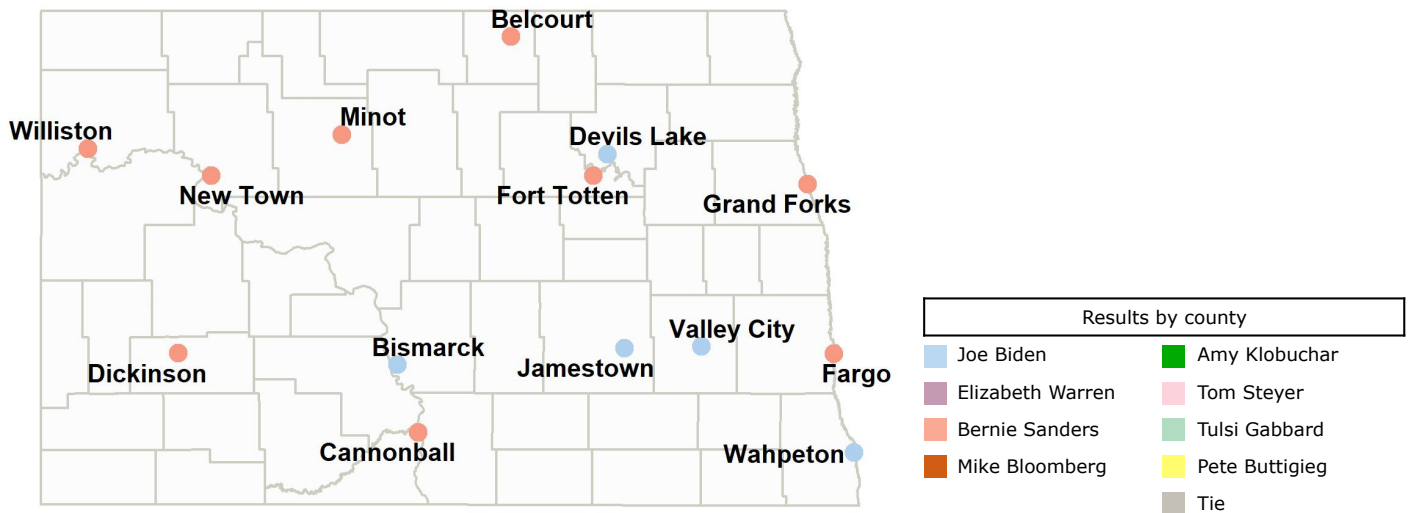 Belcourt
Minot
Williston
Devils Lake
New Town
Fort Totten
Grand Forks
Bismarck
Valley City
Dickinson
Jamestown
Fargo
Cannonball
Wahpeton
Results by county
Joe Biden
Elizabeth Warren
Bernie Sanders
Mike Bloomberg
Amy Klobuchar
Tom Steyer
Tulsi Gabbard
Pete Buttigieg
Tie